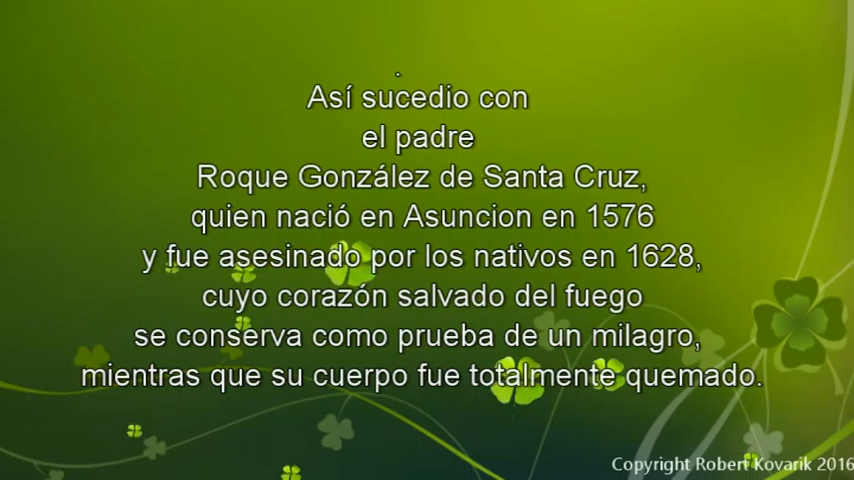 Así sucedio con
el padre
Roque González de Santa Cruz,
quien nació en Asuncion en 1576
y fue asesinado por los nativos en 1628,
cuyo corazón salvado del fuego
se conserva como prueba de un milagro,
mientras que su cuerpo fue totalmente quemado.
Copyright Robert Kovarik 2016